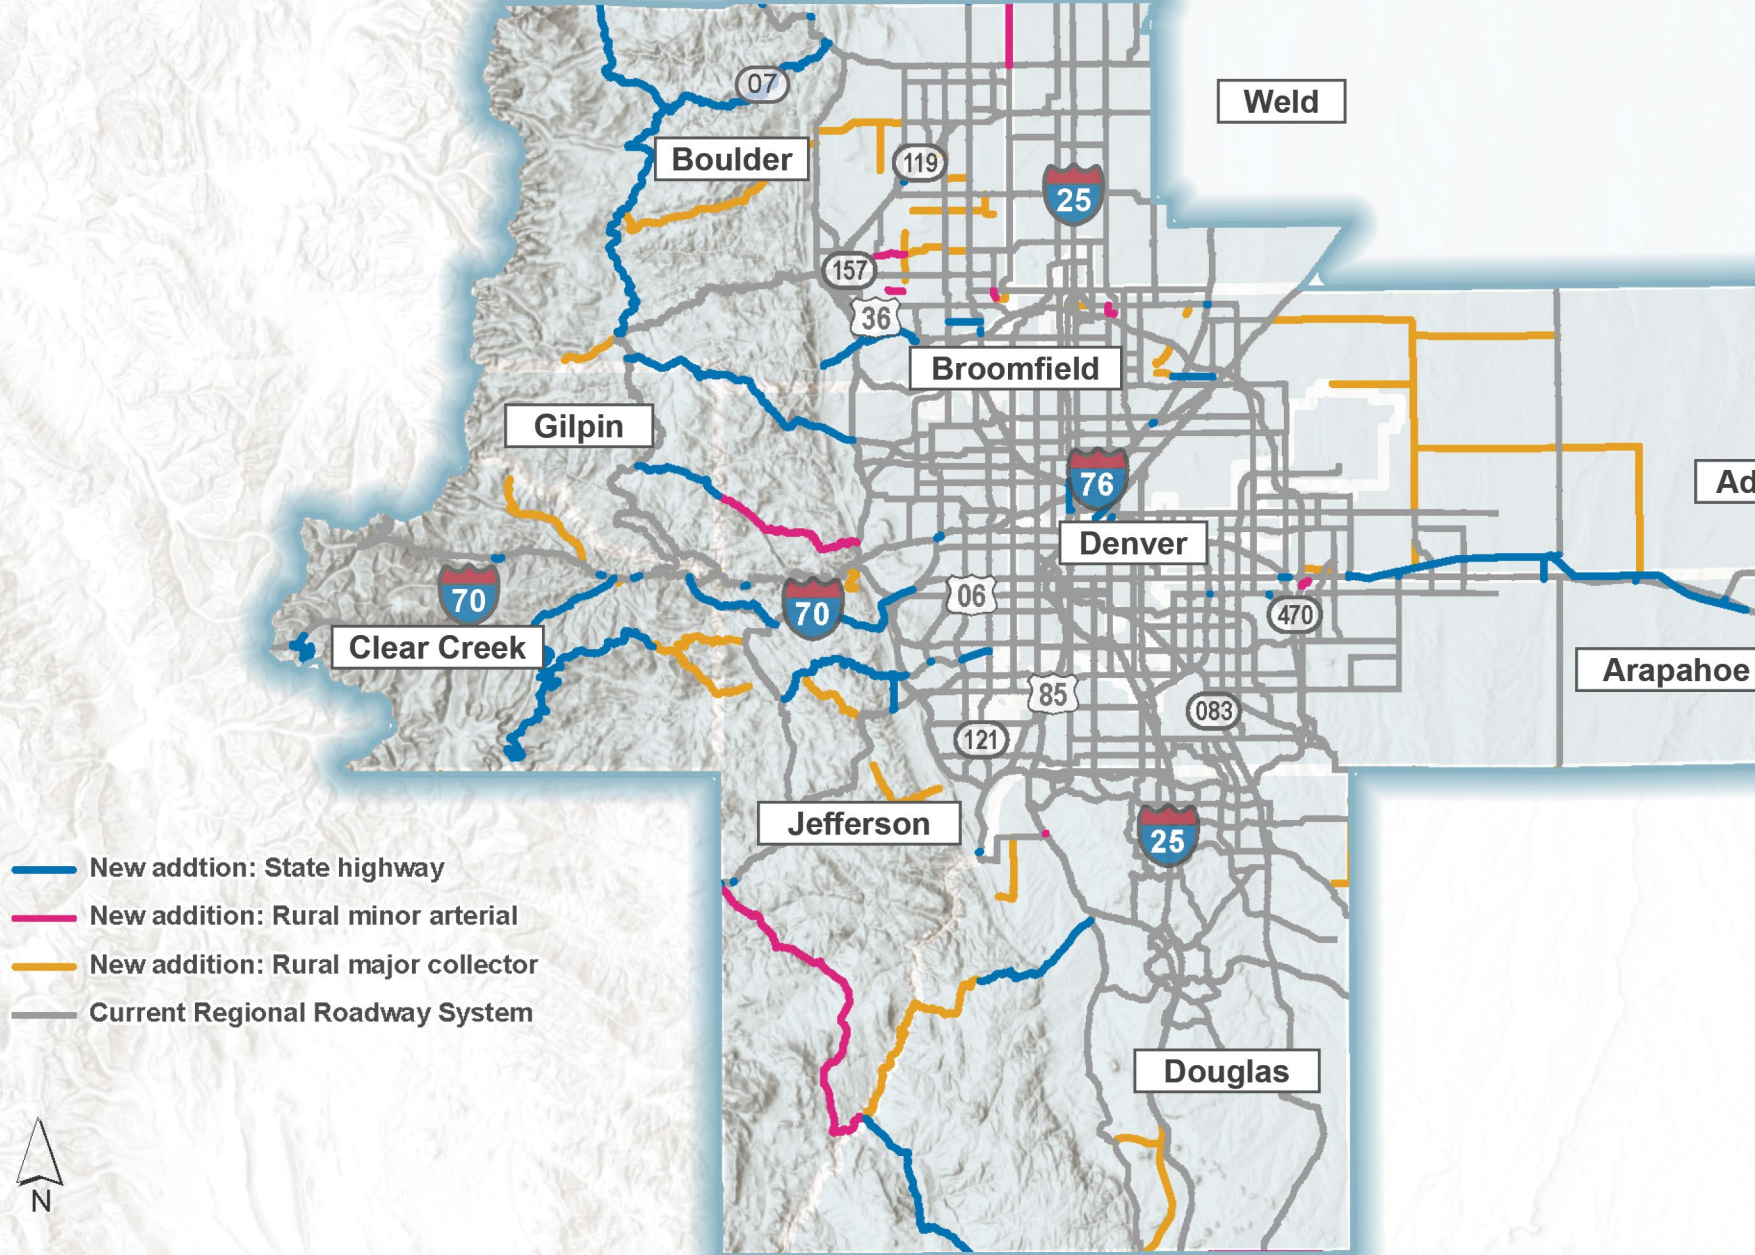 07
Weld
Boulder
119
25
157
36
Broomfield
Gilpin
76
Ad
Denver
70
70
06
470
Clear Creek
Arapahoe
85
083
121
Jefferson
25
New addtion: State highway
New addition: Rural minor arterial
New addition: Rural major collector
Current Regional Roadway System
Douglas
N